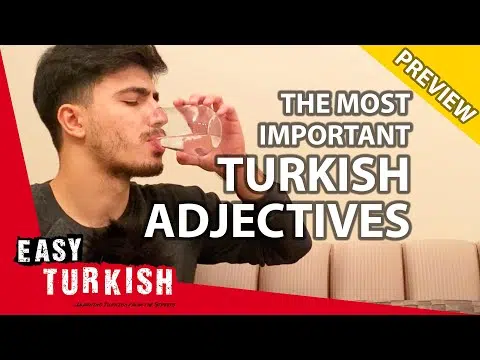 PREVIEW
THE MOST
IMPORTANT
TURKISH
ADJECTIVES
EASY
TURKISH